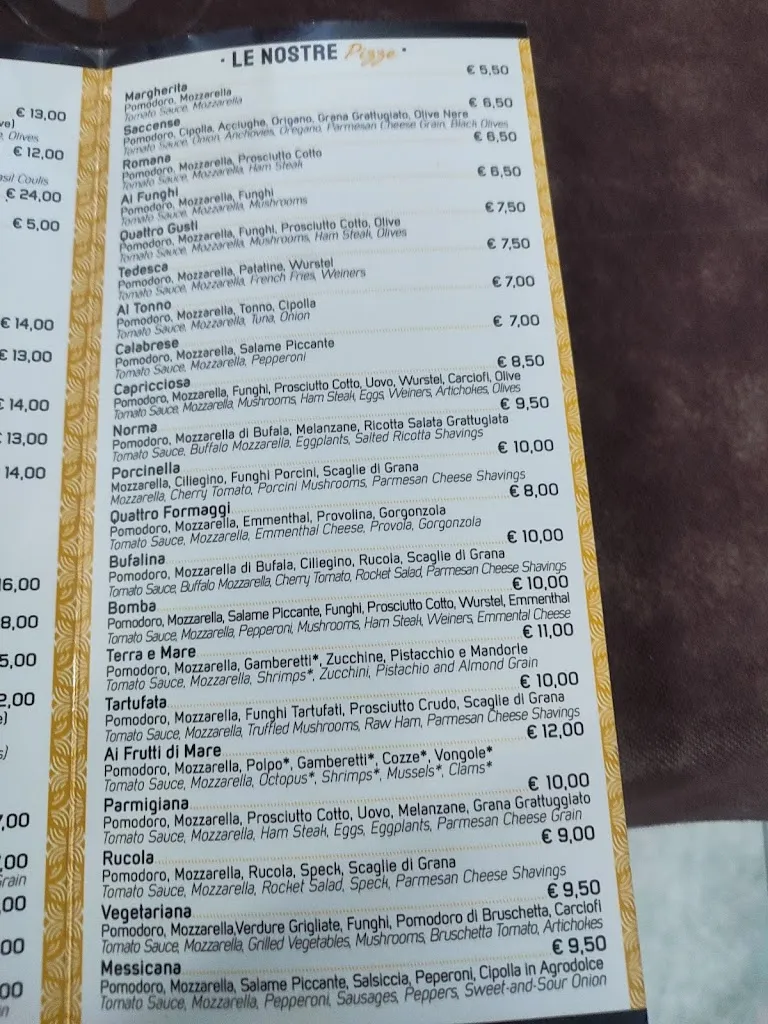 € 13,00
Olives
€ 12,00
Coulis
€ 24,00
€ 5,00
€ 14,00
€ 13,00
€ 14,00
€ 13,00
14,00
6,00
8,00
5,00
2,00
,00
,00
,00
00
00
· LE NOSTRE Pizze ·
Margherita € 5,50
Pomodoro, Mozzarella
Tomato Sauce, Mozzarella
Saccense € 6,50
Pomodoro, Cipolla, Acciughe, Origano, Grana Grattugiato, Olive Nere
Tomato Sauce, Onion, Anchovies, Oregano, Parmesan Cheese Grain, Black Olives
Romana € 6,50
Pomodoro, Mozzarella, Prosciutto Cotto
Tomato Sauce, Mozzarella, Ham Steak
Ai Funghi € 6,50
Pomodoro, Mozzarella, Funghi
Tomato Sauce, Mozzarella, Mushrooms
Quattro Gusti € 7,50
Pomodoro, Mozzarella, Funghi, Prosciutto Cotto, Olive
Tomato Sauce, Mozzarella, Mushrooms, Ham Steak, Olives
Tedesca € 7,50
Pomodoro, Mozzarella, Patatine, Wurstel
Tomato Sauce, Mozzarella, French Fries, Weiners
Al Tonno € 7,00
Pomodoro, Mozzarella, Tonno, Cipolla
Tomato Sauce, Mozzarella, Tuna, Onion
Calabrese € 7,00
Pomodoro, Mozzarella, Salame Piccante
Tomato Sauce, Mozzarella, Pepperoni
Capricciosa € 8,50
Pomodoro, Mozzarella, Funghi, Prosciutto Cotto, Uovo, Wurstel, Carciofi, Olive
Tomato Sauce, Mozzarella, Mushrooms, Ham Steak, Eggs, Weiners, Artichokes, Olives
Norma € 9,50
Pomodoro, Mozzarella di Bufala, Melanzane, Ricotta Salata Grattugiata
Tomato Sauce, Buffalo Mozzarella, Eggplants, Salted Ricotta Shavings
Porcinella € 10,00
Mozzarella, Ciliegino, Funghi Porcini, Scaglie di Grana
Mozzarella, Cherry Tomato, Porcini Mushrooms, Parmesan Cheese Shavings
Quattro Formaggi € 8,00
Pomodoro, Mozzarella, Emmenthal, Provolina, Gorgonzola
Tomato Sauce, Mozzarella, Emmenthal Cheese, Provola, Gorgonzola
Bufalina € 10,00
Pomodoro, Mozzarella di Bufala, Ciliegino, Rucola, Scaglie di Grana
Tomato Sauce, Buffalo Mozzarella, Cherry Tomato, Rocket Salad, Parmesan Cheese Shavings
Bomba € 10,00
Pomodoro, Mozzarella, Salame Piccante, Funghi, Prosciutto Cotto, Wurstel, Emmenthal
Tomato Sauce, Mozzarella, Pepperoni, Mushrooms, Ham Steak, Weiners, Emmental Cheese
Terra e Mare € 11,00
Pomodoro, Mozzarella, Gamberetti*, Zucchine, Pistacchio e Mandorle
Tomato Sauce, Mozzarella, Shrimps*, Zucchini, Pistachio and Almond Grain
Tartufata € 10,00
Pomodoro, Mozzarella, Funghi Tartufati, Prosciutto Crudo, Scaglie di Grana
Tomato Sauce, Mozzarella, Truffled Mushrooms, Raw Ham, Parmesan Cheese Shavings
Ai Frutti di Mare € 12,00
Pomodoro, Mozzarella, Polpo*, Gamberetti*, Cozze*, Vongole*
Tomato Sauce, Mozzarella, Octopus*, Shrimps*, Mussels*, Clams*
Parmigiana € 10,00
Pomodoro, Mozzarella, Prosciutto Cotto, Uovo, Melanzane, Grana Grattuggiato
Tomato Sauce, Mozzarella, Ham Steak, Eggs, Eggplants, Parmesan Cheese Grain
Rucola € 9,00
Pomodoro, Mozzarella, Rucola, Speck, Scaglie di Grana
Tomato Sauce, Mozzarella, Rocket Salad, Speck, Parmesan Cheese Shavings
Vegetariana € 9,50
Pomodoro, Mozzarella,Verdure Grigliate, Funghi, Pomodoro di Bruschetta, Carciofi
Tomato Sauce, Mozzarella, Grilled Vegetables, Mushrooms, Bruschetta Tomato, Artichokes
Messicana € 9,50
Pomodoro, Mozzarella, Salame Piccante, Salsiccia, Peperoni, Cipolla in Agrodolce
Tomato Sauce, Mozzarella, Pepperoni, Sausages, Peppers, Sweet-and-Sour Onion